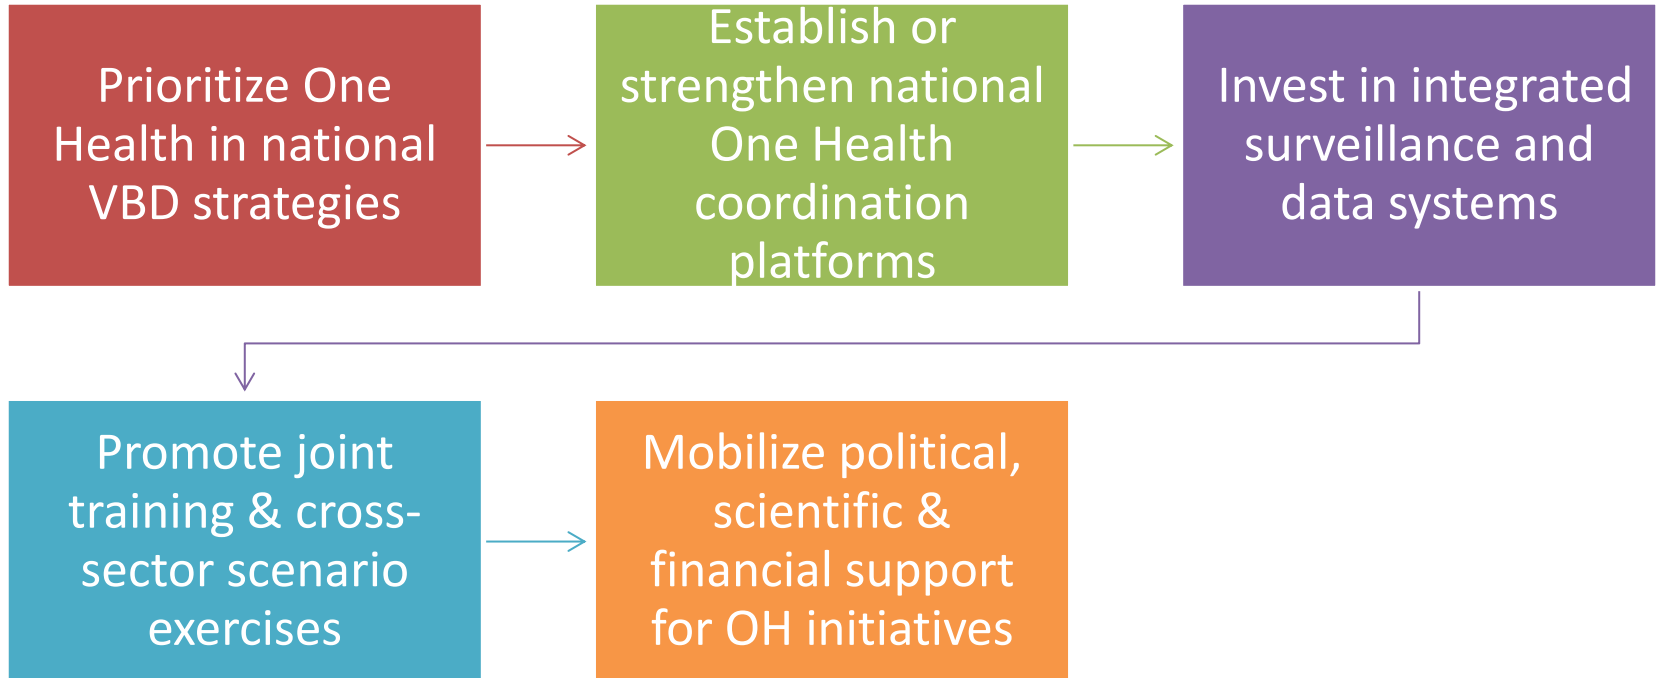 Prioritize One
Health in national
VBD strategies
Establish or
strengthen national
One Health
coordination
platforms
Invest in integrated
surveillance and
data systems
Promote joint
training & cross-
sector scenario
exercises
Mobilize political,
scientific &
financial support
for OH initiatives